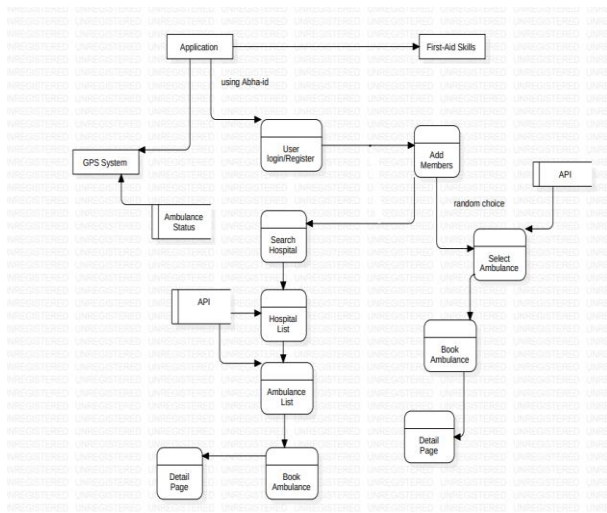 Application
First-Aid Skills
using Abha-id
User
login/Register
Add
Members
GPS System
API
Ambulance
Status
random choice
Search
Hospital
Select
Ambulance
API
Hospital
List
Book
Ambulance
Ambulance
List
Detail
Page
Detail
Page
Book
Ambulance
UNREGISTERED